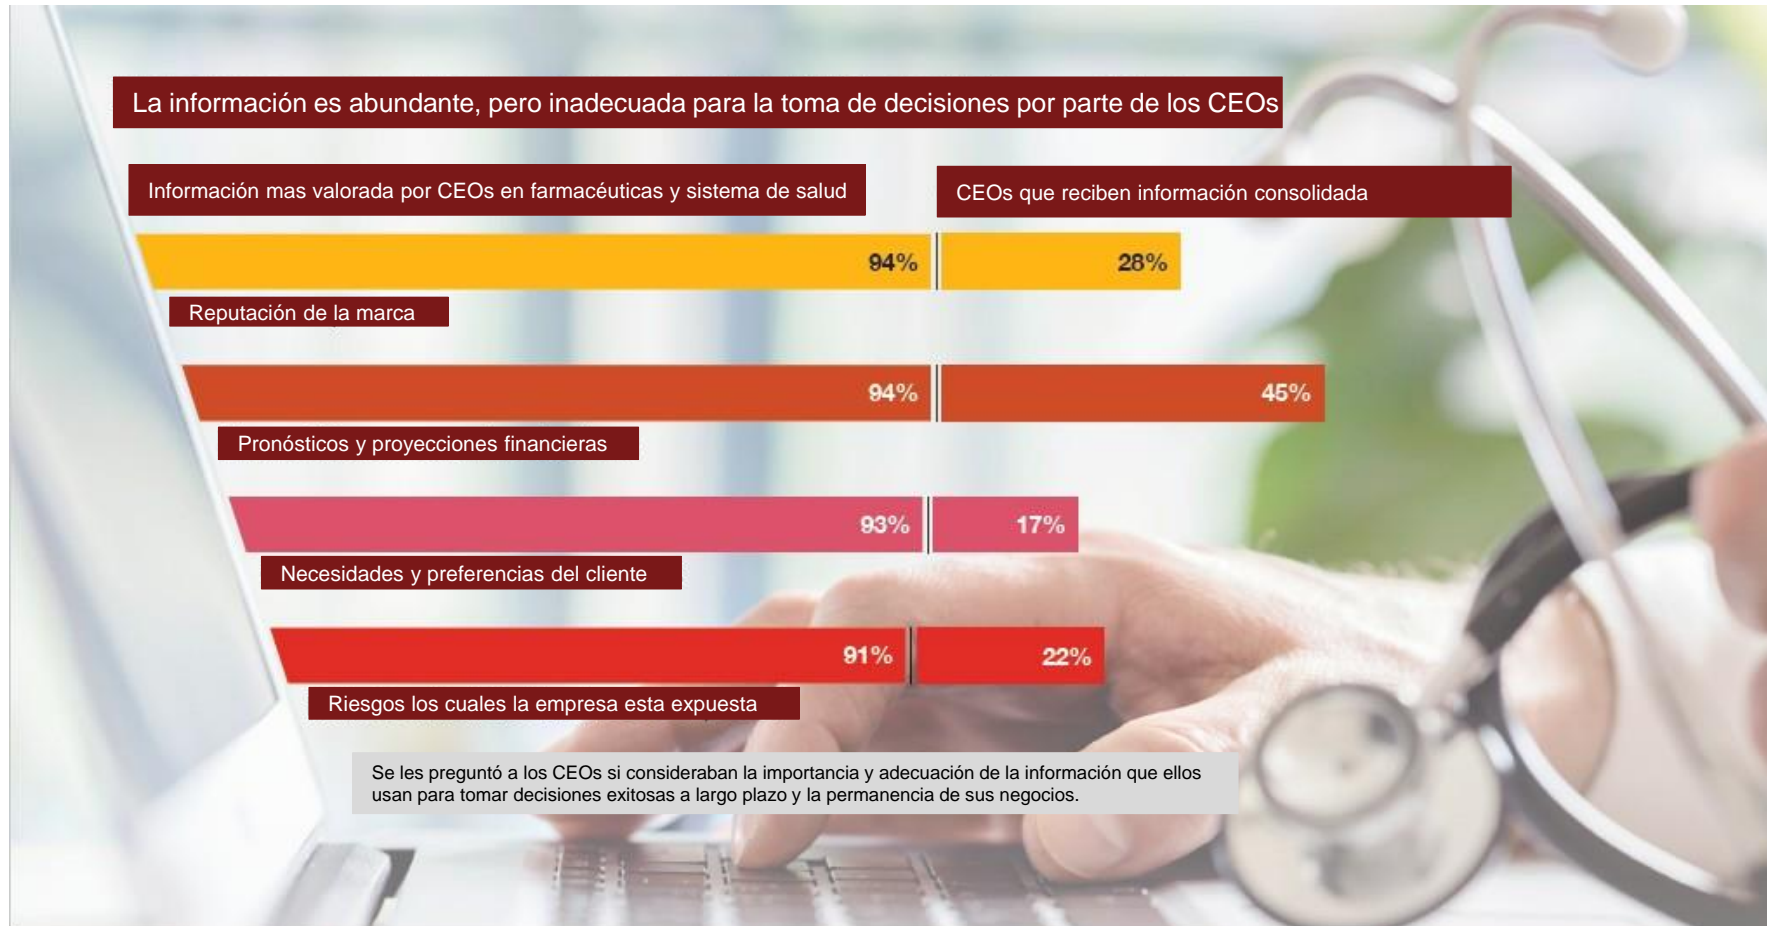 La información es abundante, pero inadecuada para la toma de decisiones por parte de los CEOs
Información mas valorada por CEOs en farmacéuticas y sistema de salud
CEOs que reciben información consolidada
94%
28%
Reputación de la marca
94%
45%
Pronósticos y proyecciones financieras
93%
17%
Necesidades y preferencias del cliente
91%
22%
Riesgos los cuales la empresa esta expuesta
Se les preguntó a los CEOs si consideraban la importancia y adecuación de la información que ellos
usan para tomar decisiones exitosas a largo plazo y la permanencia de sus negocios.